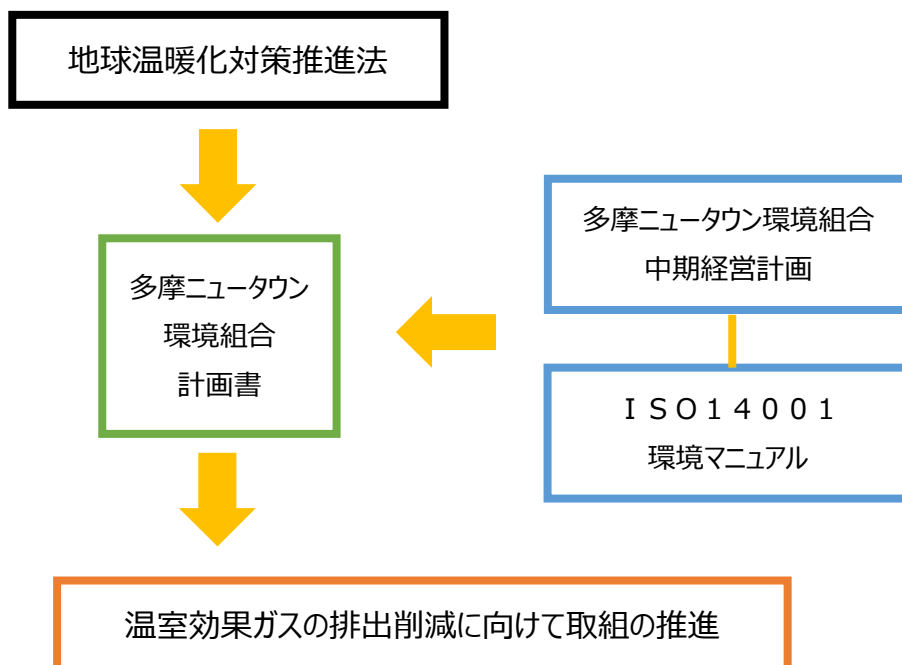 地球温暖化対策推進法
多摩ニュータウン
環境組合
計画書
多摩ニュータウン環境組合
中期経営計画
ＩＳＯ１４００１
環境マニュアル
温室効果ガスの排出削減に向けて取組の推進